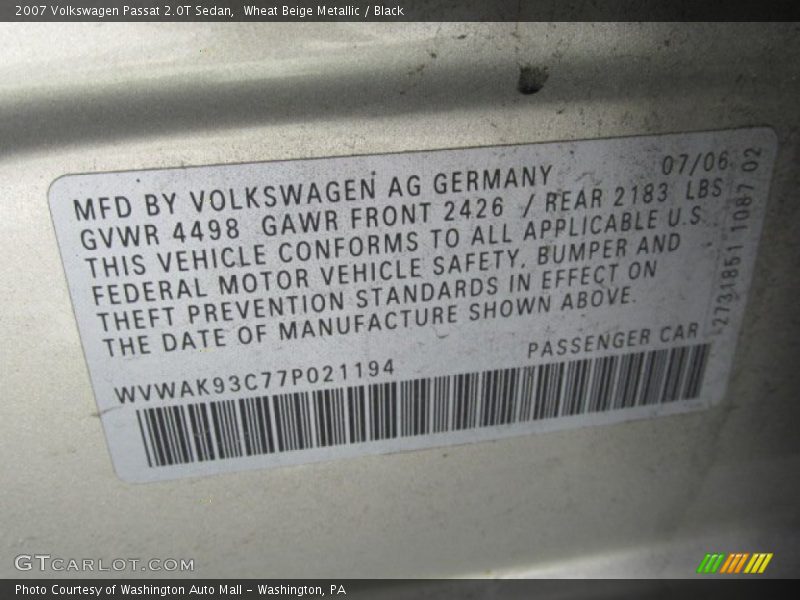 2007 Volkswagen Passat 2.0T Sedan, Wheat Beige Metallic / Black
MFD BY VOLKSWAGEN AG GERMANY 07/06
GVWR 4498 GAWR FRONT 2426 / REAR 2183 LBS
THIS VEHICLE CONFORMS TO ALL APPLICABLE U.S.
FEDERAL MOTOR VEHICLE SAFETY, BUMPER AND
THEFT PREVENTION STANDARDS IN EFFECT ON
THE DATE OF MANUFACTURE SHOWN ABOVE.
WVWAK93C77P021194 PASSENGER CAR
2731851 1087 02
GTCARLOT.COM
Photo Courtesy of Washington Auto Mall - Washington, PA